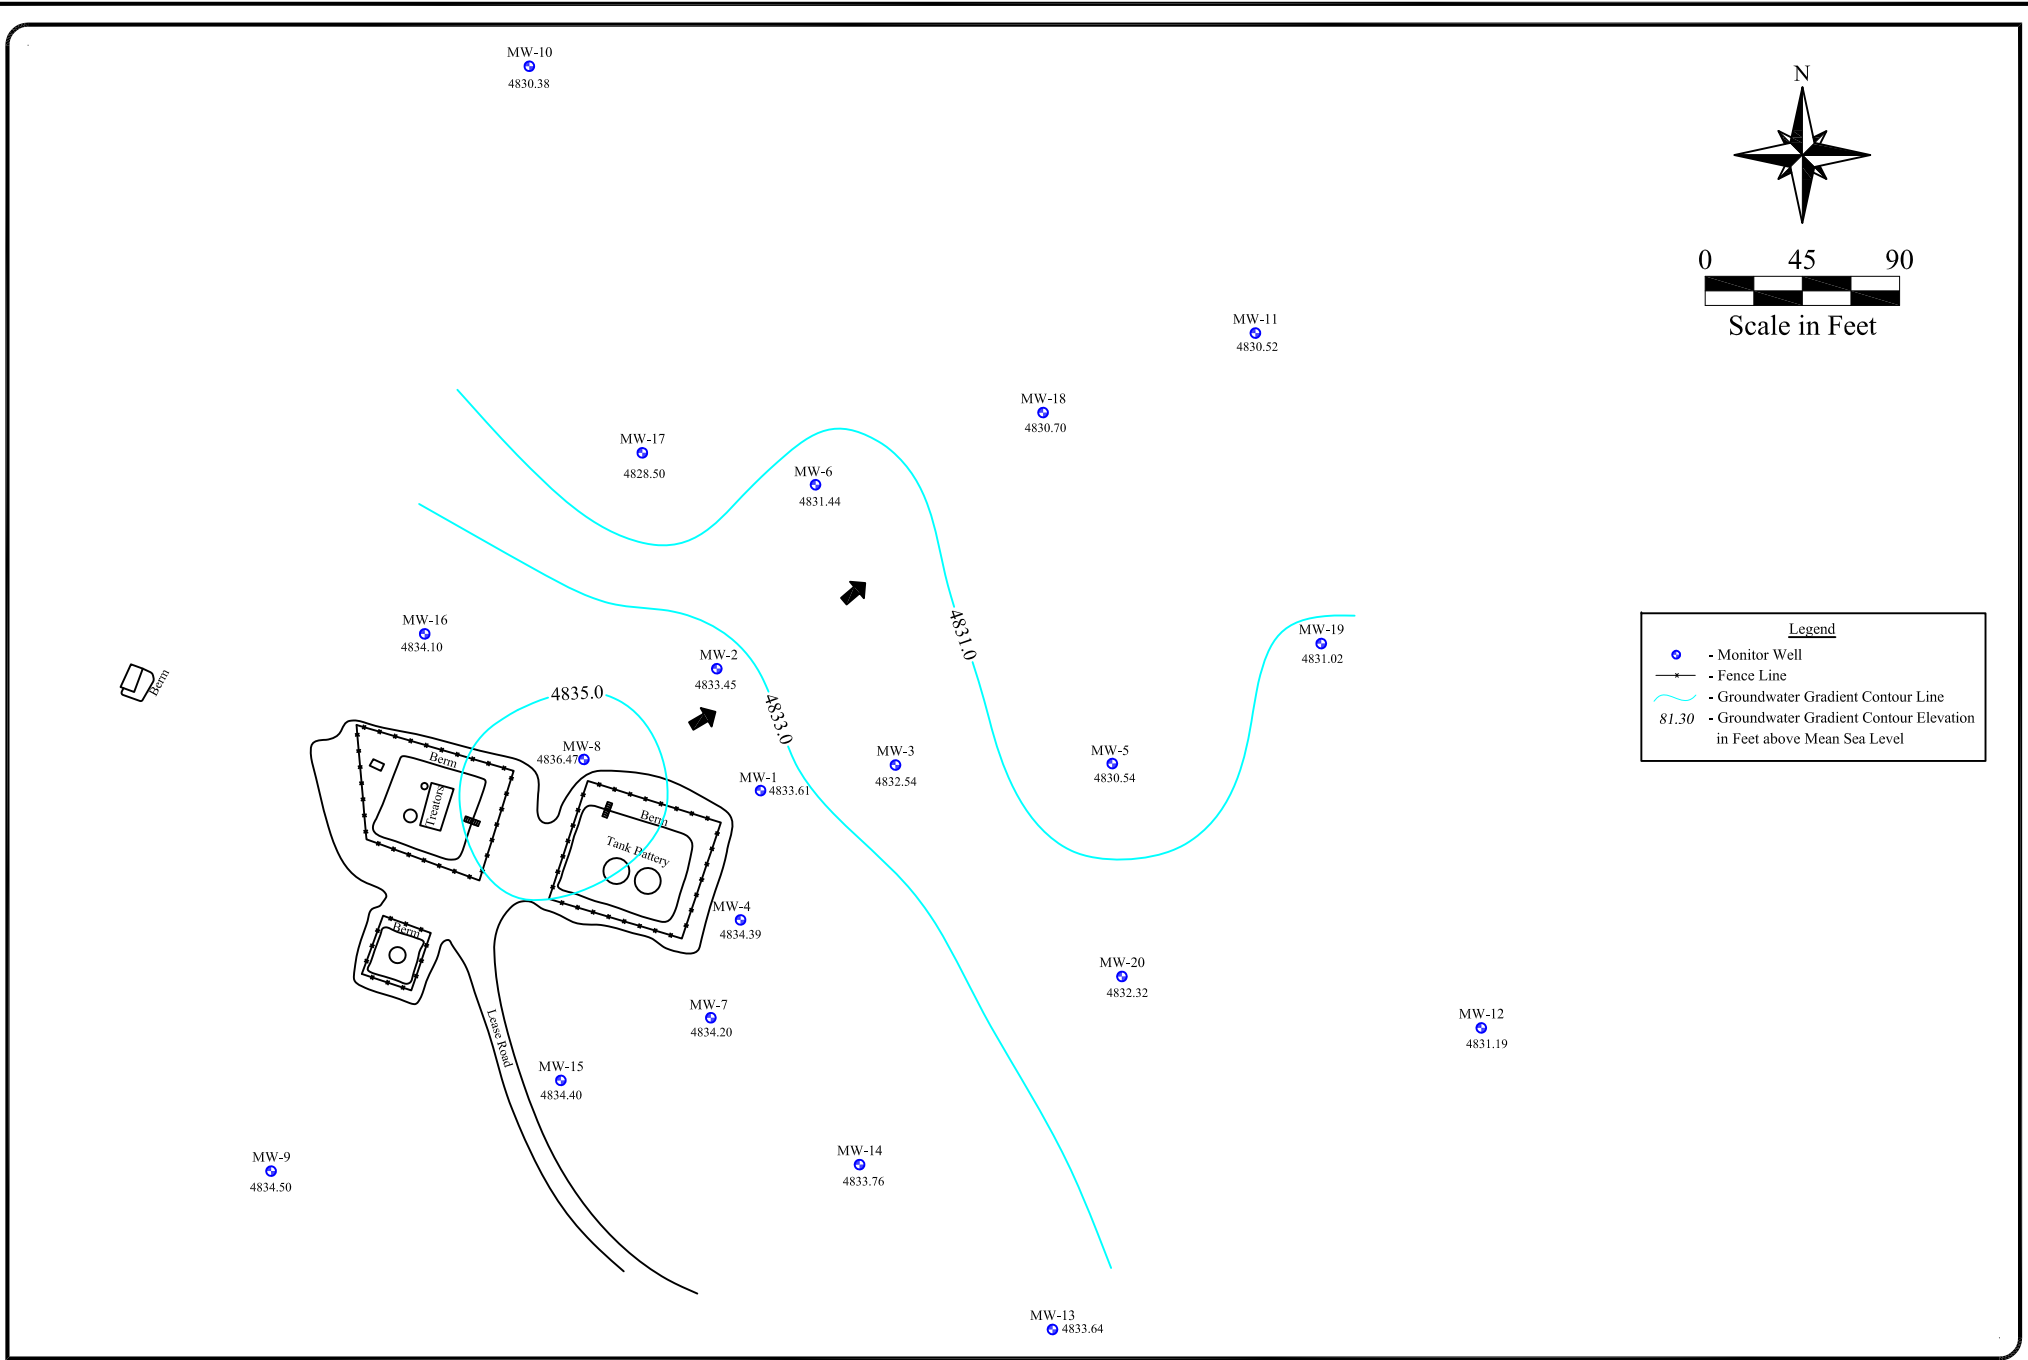 MW-10
4830.38
N
0 45 90
Scale in Feet
MW-11
4830.52
MW-18
4830.70
MW-17
4828.50
MW-6
4831.44
4831.0
MW-16
4834.10
MW-19
4831.02
MW-2
4833.45
Berm
4835.0
4833.0
Legend
- Monitor Well
- Fence Line
- Groundwater Gradient Contour Line
81.30 - Groundwater Gradient Contour Elevation
in Feet above Mean Sea Level
MW-8
4836.47
Berm
Treators
MW-1
4833.61
MW-3
4832.54
MW-5
4830.54
Berm
Tank Battery
MW-4
4834.39
Berm
MW-20
4832.32
MW-7
4834.20
Lease Road
MW-12
4831.19
MW-15
4834.40
MW-9
4834.50
MW-14
4833.76
MW-13
4833.64